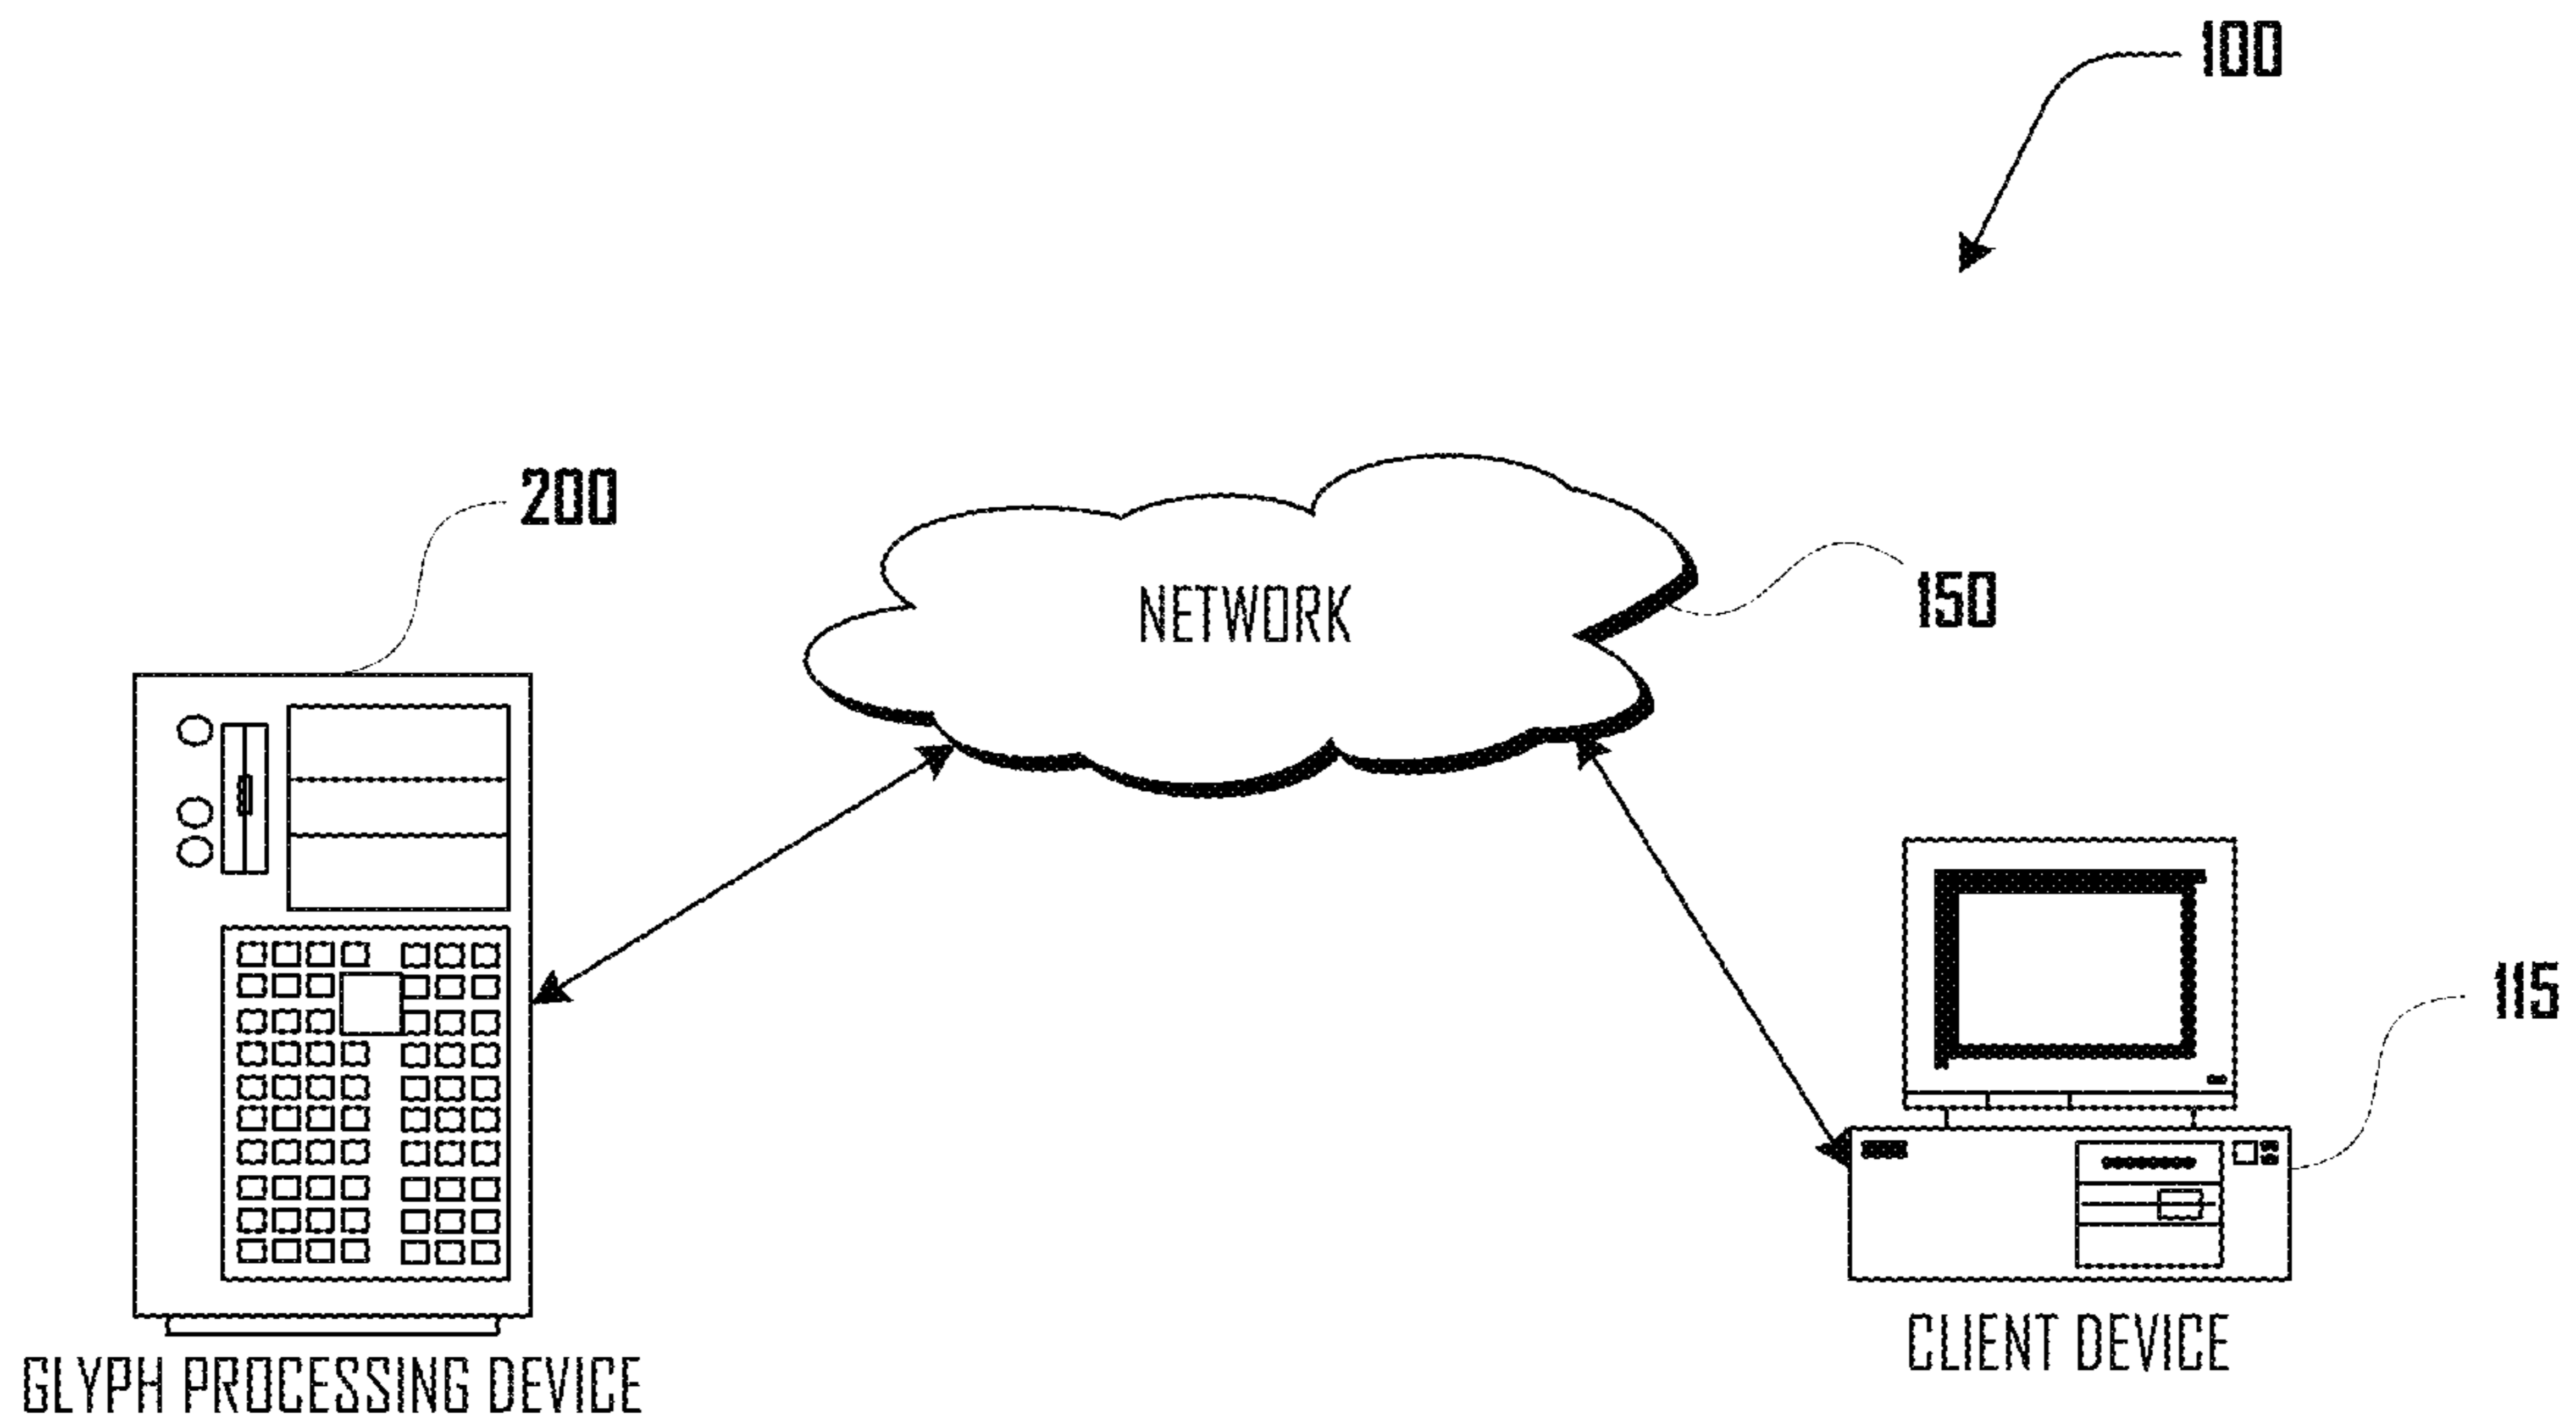 100
200
NETWORK
150
115
CLIENT DEVICE
GLYPH PROCESSING DEVICE